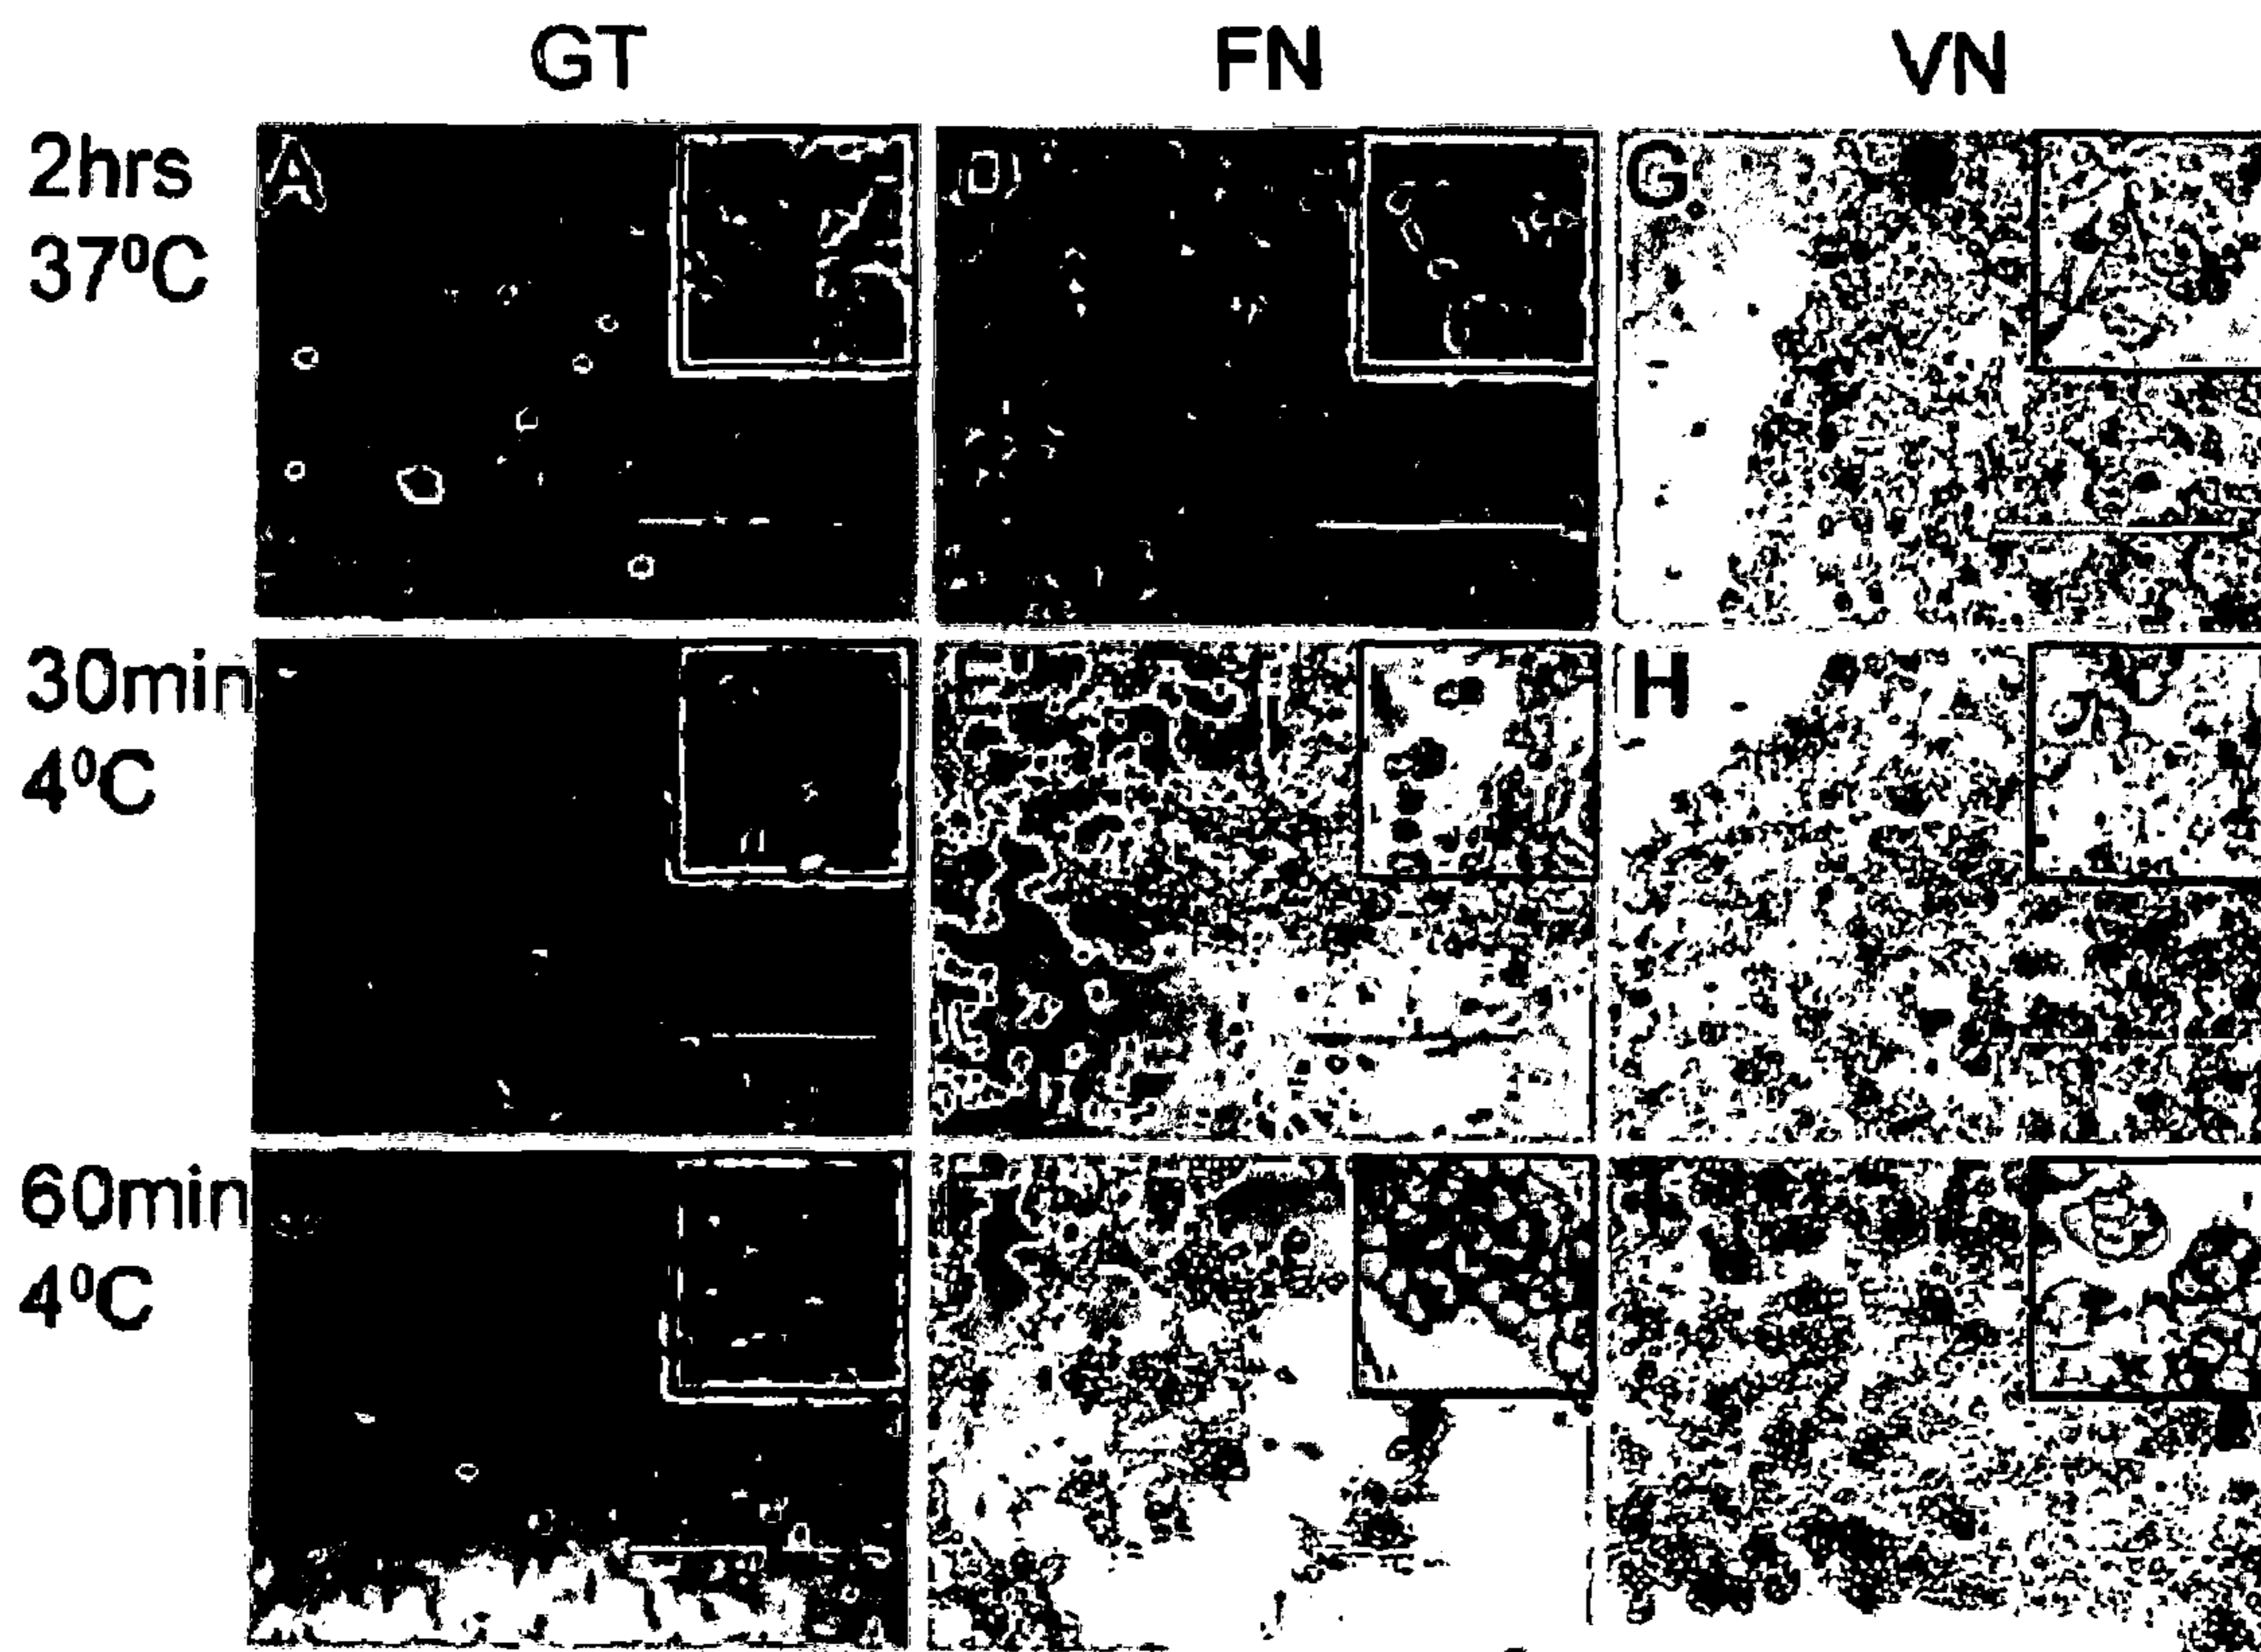 GT FN VN
2hrs
37⁰C
A D G
30min
4⁰C
E H
60min
4⁰C
F